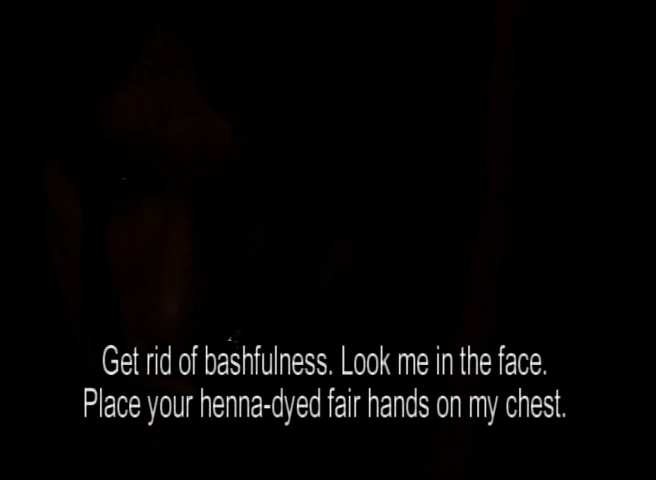 Get rid of bashfulness. Look me in the face.
Place your henna-dyed fair hands on my chest.